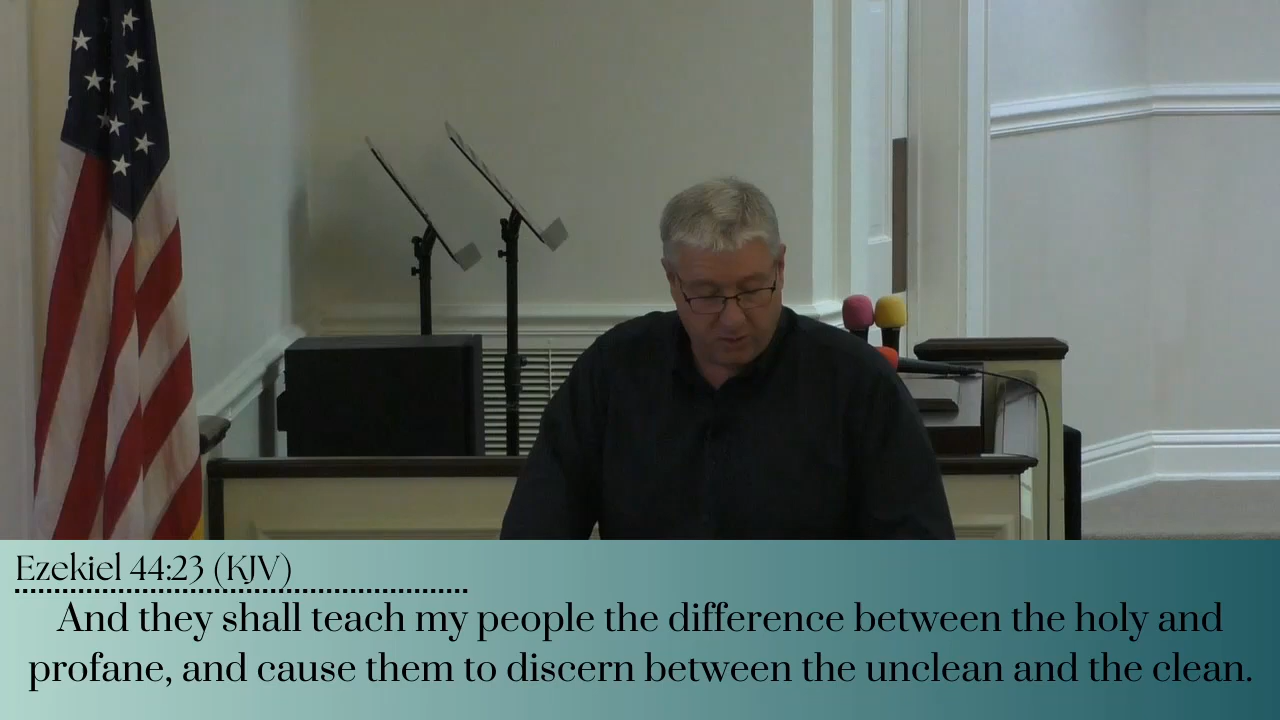 Ezekiel 44:23 (KJV)
And they shall teach my people the difference between the holy and
profane, and cause them to discern between the unclean and the clean.